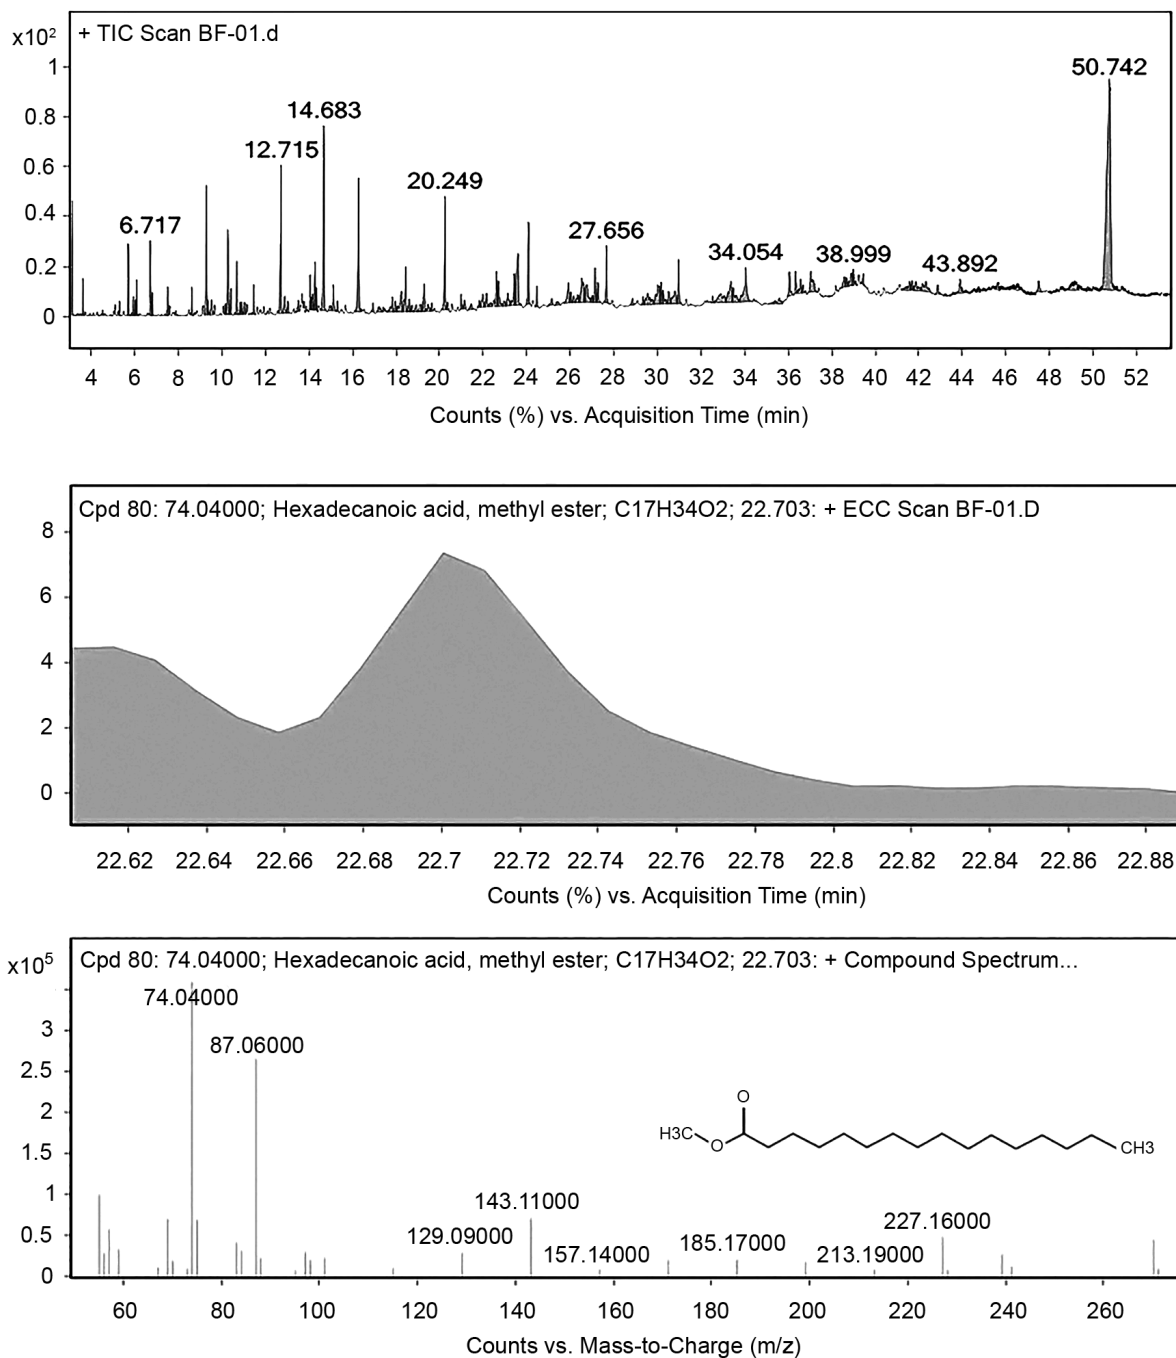 x10²
+ TIC Scan BF-01.d
50.742
1
14.683
0.8
12.715
0.6
20.249
0.4
6.717
27.656
34.054
38.999
43.892
0.2
0
4 6 8 10 12 14 16 18 20 22 24 26 28 30 32 34 36 38 40 42 44 46 48 50 52
Counts (%) vs. Acquisition Time (min)
Cpd 80: 74.04000; Hexadecanoic acid, methyl ester; C17H34O2; 22.703: + ECC Scan BF-01.D
8
6
4
2
0
22.62 22.64 22.66 22.68 22.7 22.72 22.74 22.76 22.78 22.8 22.82 22.84 22.86 22.88
Counts (%) vs. Acquisition Time (min)
x10⁵
Cpd 80: 74.04000; Hexadecanoic acid, methyl ester; C17H34O2; 22.703: + Compound Spectrum...
74.04000
3
87.06000
2.5
2
O
H3C
O
CH3
1.5
1
143.11000
129.09000
227.16000
0.5
157.14000
185.17000
213.19000
0
60 80 100 120 140 160 180 200 220 240 260
Counts vs. Mass-to-Charge (m/z)